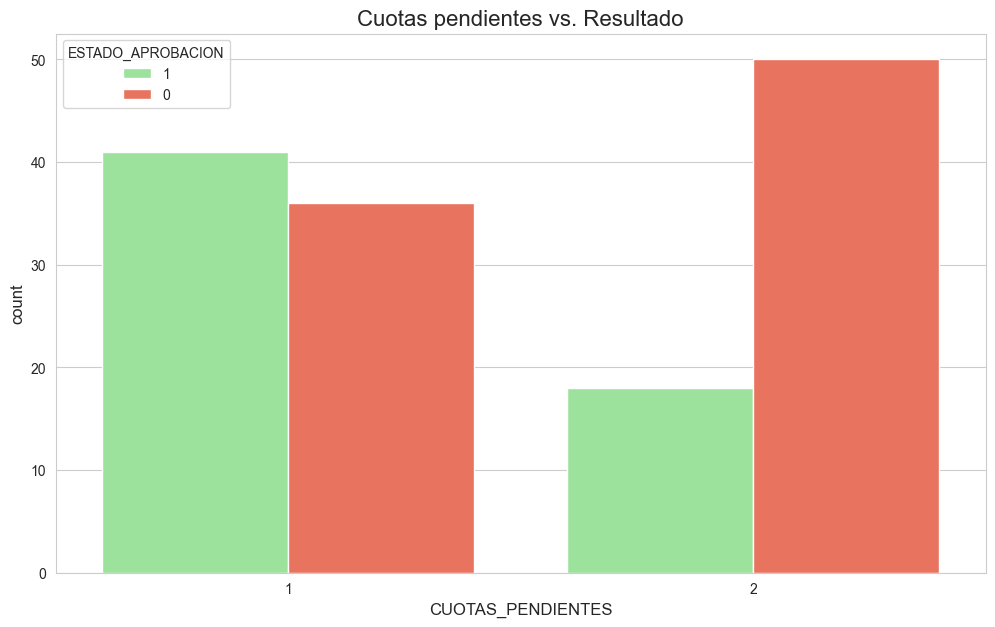 Cuotas pendientes vs. Resultado
ESTADO_APROBACION
1
0
50
40
30
20
10
0
count
1
2
CUOTAS_PENDIENTES